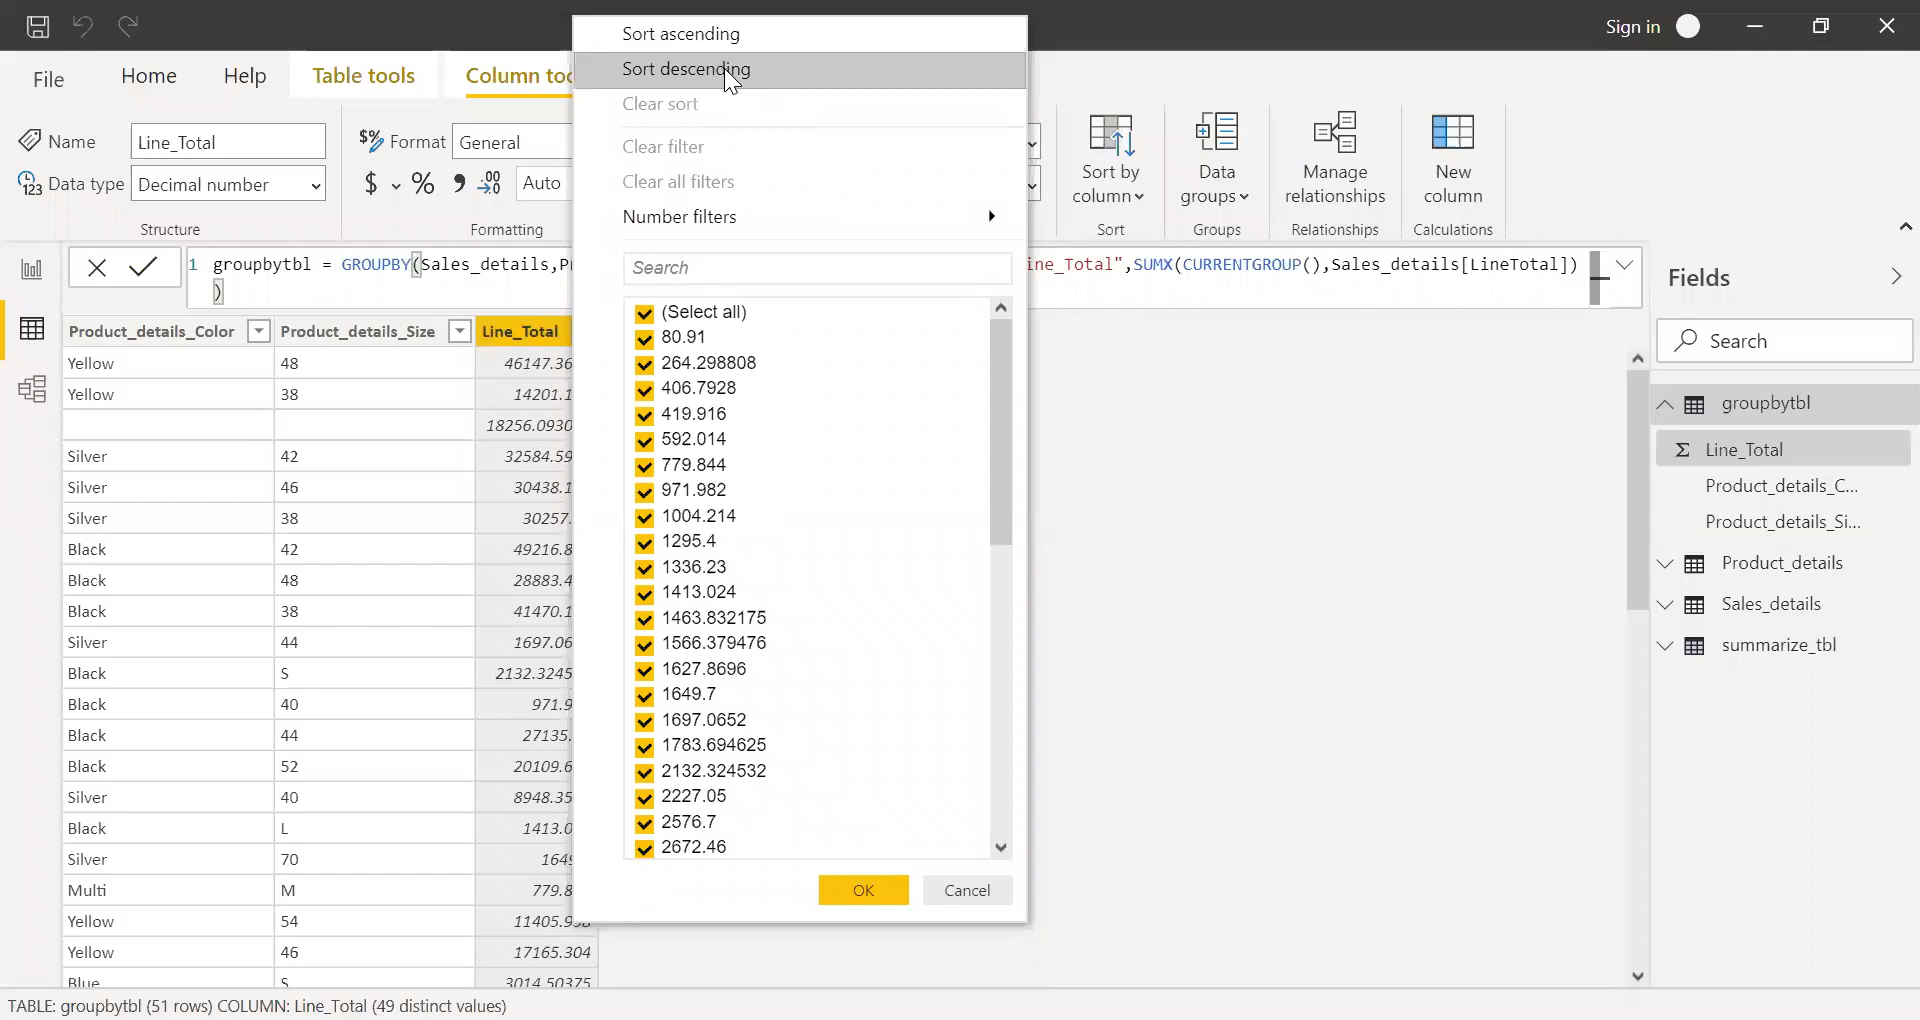 Sign in
File
Home
Help
Table tools
Column too
Name
Line_Total
Data type
Decimal number
Structure
$% Format
General
$ % 9 .00
Auto
Formatting
Sort by
column
Sort
Data
groups
Groups
Manage
relationships
Relationships
New
column
Calculations
Sort ascending
Sort descending
Clear sort
Clear filter
Clear all filters
Number filters
Search
(Select all)
80.91
264.298808
406.7928
419.916
592.014
779.844
971.982
1004.214
1295.4
1336.23
1413.024
1463.832175
1566.379476
1627.8696
1649.7
1697.0652
1783.694625
2132.324532
2227.05
2576.7
2672.46
OK
Cancel
1 groupbytbl = GROUPBY(Sales_details,P
ine_Total",SUMX(CURRENTGROUP(),Sales_details[LineTotal])
)
Product_details_Color Product_details_Size Line_Total
Yellow 48 46147.36
Yellow 38 14201.1
18256.0930
Silver 42 32584.59
Silver 46 30438.1
Silver 38 30257.
Black 42 49216.8
Black 48 28883.4
Black 38 41470.1
Silver 44 1697.06
Black S 2132.3245
Black 40 971.9
Black 44 27135.
Black 52 20109.6
Silver 40 8948.35
Black L 1413.0
Silver 70 1649
Multi M 779.8
Yellow 54 11405.998
Yellow 46 17165.304
Blue S 3014.50375
Fields
Search
groupbytbl
Σ Line_Total
Product_details_C...
Product_details_Si...
Product_details
Sales_details
summarize_tbl
TABLE: groupbytbl (51 rows) COLUMN: Line_Total (49 distinct values)